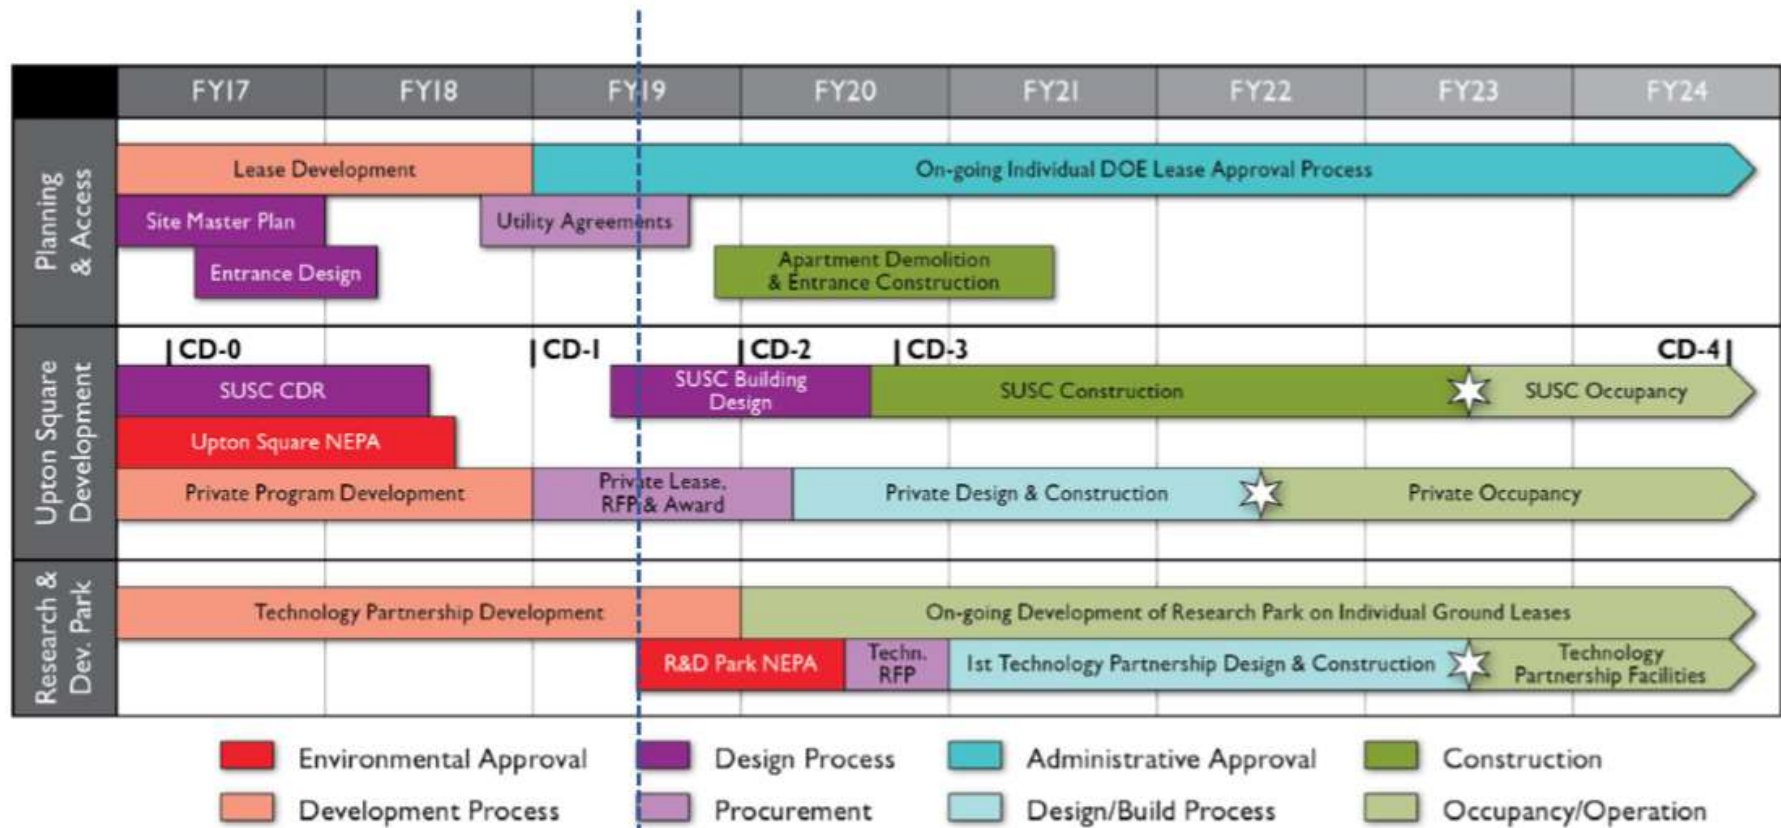 FY17 FY18 FY19 FY20 FY21 FY22 FY23 FY24
Planning
& Access
Lease Development
On-going Individual DOE Lease Approval Process
Site Master Plan
Utility Agreements
Entrance Design
Apartment Demolition
& Entrance Construction
Upton Square
Development
CD-0 CD-1 CD-2 CD-3 CD-4
SUSC CDR
SUSC Building
Design
SUSC Construction
SUSC Occupancy
Upton Square NEPA
Private Program Development
Private Lease,
RFP & Award
Private Design & Construction
Private Occupancy
Research &
Dev. Park
Technology Partnership Development
On-going Development of Research Park on Individual Ground Leases
R&D Park NEPA
Techn.
RFP
1st Technology Partnership Design & Construction
Technology
Partnership Facilities
Environmental Approval
Design Process
Administrative Approval
Construction
Development Process
Procurement
Design/Build Process
Occupancy/Operation